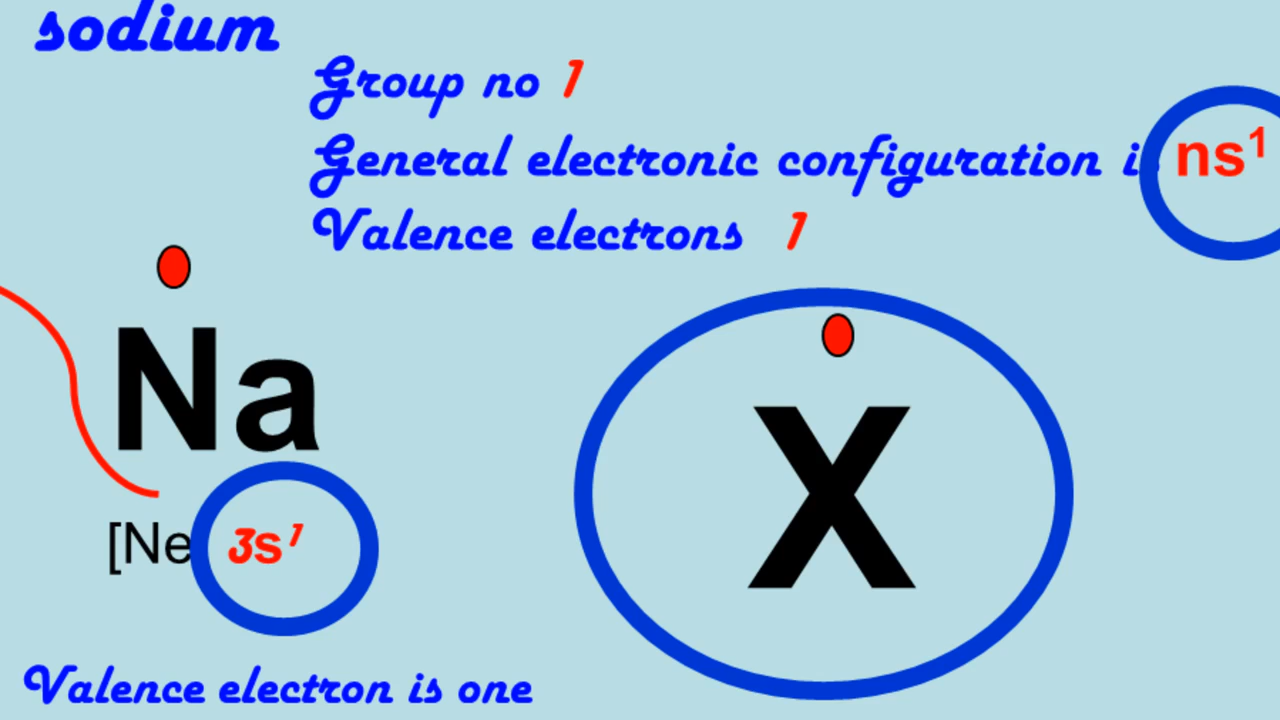 sodium
Group no 1
General electronic configuration is ns¹
Valence electrons 1
Na
X
[Ne 3s¹
Valence electron is one